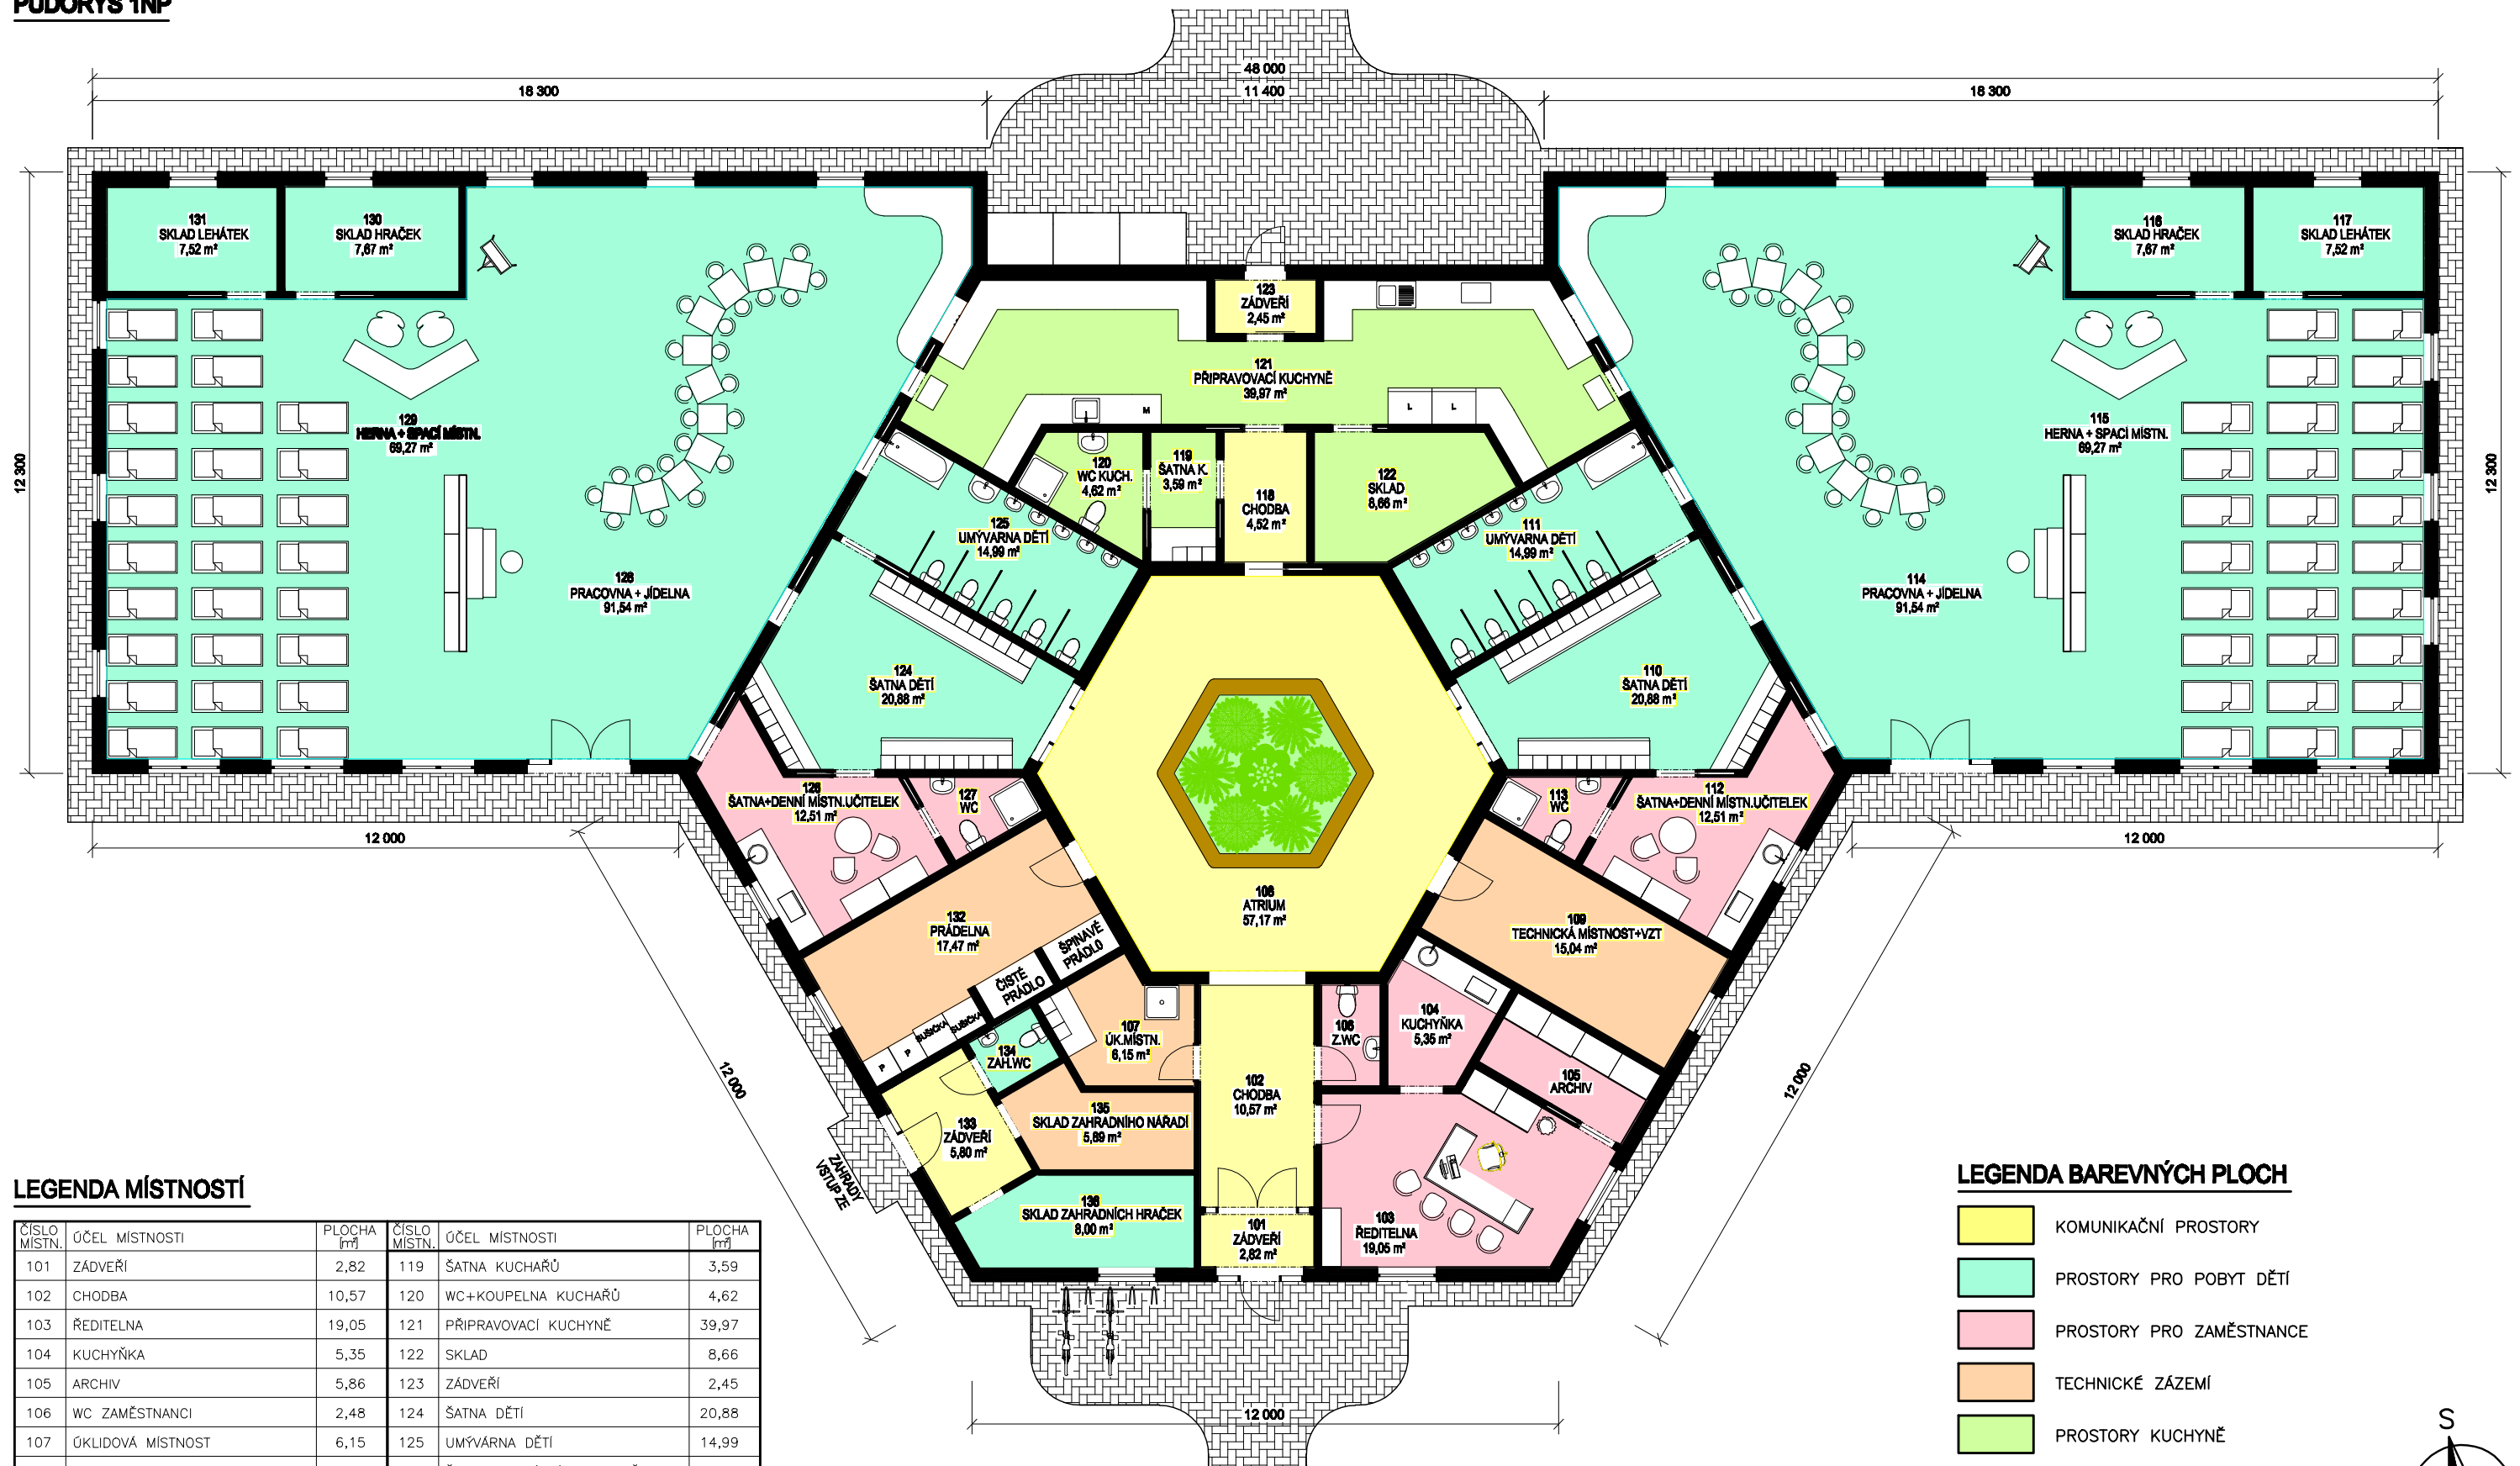 PŮDORYS 1NP
48 000
18 300
11 400
18 300
12 300
12 300
131
SKLAD LEHÁTEK
7,52 m²
130
SKLAD HRAČEK
7,67 m²
116
SKLAD HRAČEK
7,67 m²
117
SKLAD LEHÁTEK
7,52 m²
123
ZÁDVEŘÍ
2,45 m²
121
PŘIPRAVOVACÍ KUCHYNĚ
39,97 m²
M
L
L
129
HERNA + SPACÍ MÍSTN.
69,27 m²
115
HERNA + SPACÍ MÍSTN.
69,27 m²
120
WC KUCH.
4,62 m²
119
ŠATNA K.
3,59 m²
118
CHODBA
4,52 m²
122
SKLAD
8,66 m²
125
UMÝVARNA DĚTÍ
14,99 m²
111
UMÝVARNA DĚTÍ
14,99 m²
128
PRACOVNA + JÍDELNA
91,54 m²
114
PRACOVNA + JÍDELNA
91,54 m²
124
ŠATNA DĚTÍ
20,88 m²
110
ŠATNA DĚTÍ
20,88 m²
126
ŠATNA+DENNÍ MÍSTN.UČITELEK
12,51 m²
127
WC
113
WC
112
ŠATNA+DENNÍ MÍSTN.UČITELEK
12,51 m²
12 000
12 000
108
ATRIUM
57,17 m²
132
PRÁDELNA
17,47 m²
ŠPINAVÉ
PRÁDLO
ČISTÉ
PRÁDLO
SUŠIČKA
SUŠIČKA
P
P
109
TECHNICKÁ MÍSTNOST+VZT
15,04 m²
107
ÚK.MÍSTN.
6,15 m²
106
Z.WC
104
KUCHYŇKA
5,35 m²
134
ZAH.WC
105
ARCHIV
102
CHODBA
10,57 m²
12 000
12 000
135
SKLAD ZAHRADNÍHO NÁŘADÍ
5,89 m²
133
ZÁDVEŘÍ
5,80 m²
VSTUP ZE
ZAHRADY
136
SKLAD ZAHRADNÍCH HRAČEK
8,00 m²
101
ZÁDVEŘÍ
2,82 m²
103
ŘEDITELNA
19,05 m²
12 000
LEGENDA MÍSTNOSTÍ
ČÍSLO MÍSTN. ÚČEL MÍSTNOSTI PLOCHA [m²] ČÍSLO MÍSTN. ÚČEL MÍSTNOSTI PLOCHA [m²]
101 ZÁDVEŘÍ 2,82 119 ŠATNA KUCHAŘŮ 3,59
102 CHODBA 10,57 120 WC+KOUPELNA KUCHAŘŮ 4,62
103 ŘEDITELNA 19,05 121 PŘIPRAVOVACÍ KUCHYNĚ 39,97
104 KUCHYŇKA 5,35 122 SKLAD 8,66
105 ARCHIV 5,86 123 ZÁDVEŘÍ 2,45
106 WC ZAMĚSTNANCI 2,48 124 ŠATNA DĚTÍ 20,88
107 ÚKLIDOVÁ MÍSTNOST 6,15 125 UMÝVÁRNA DĚTÍ 14,99
LEGENDA BAREVNÝCH PLOCH
KOMUNIKAČNÍ PROSTORY
PROSTORY PRO POBYT DĚTÍ
PROSTORY PRO ZAMĚSTNANCE
TECHNICKÉ ZÁZEMÍ
PROSTORY KUCHYNĚ
S